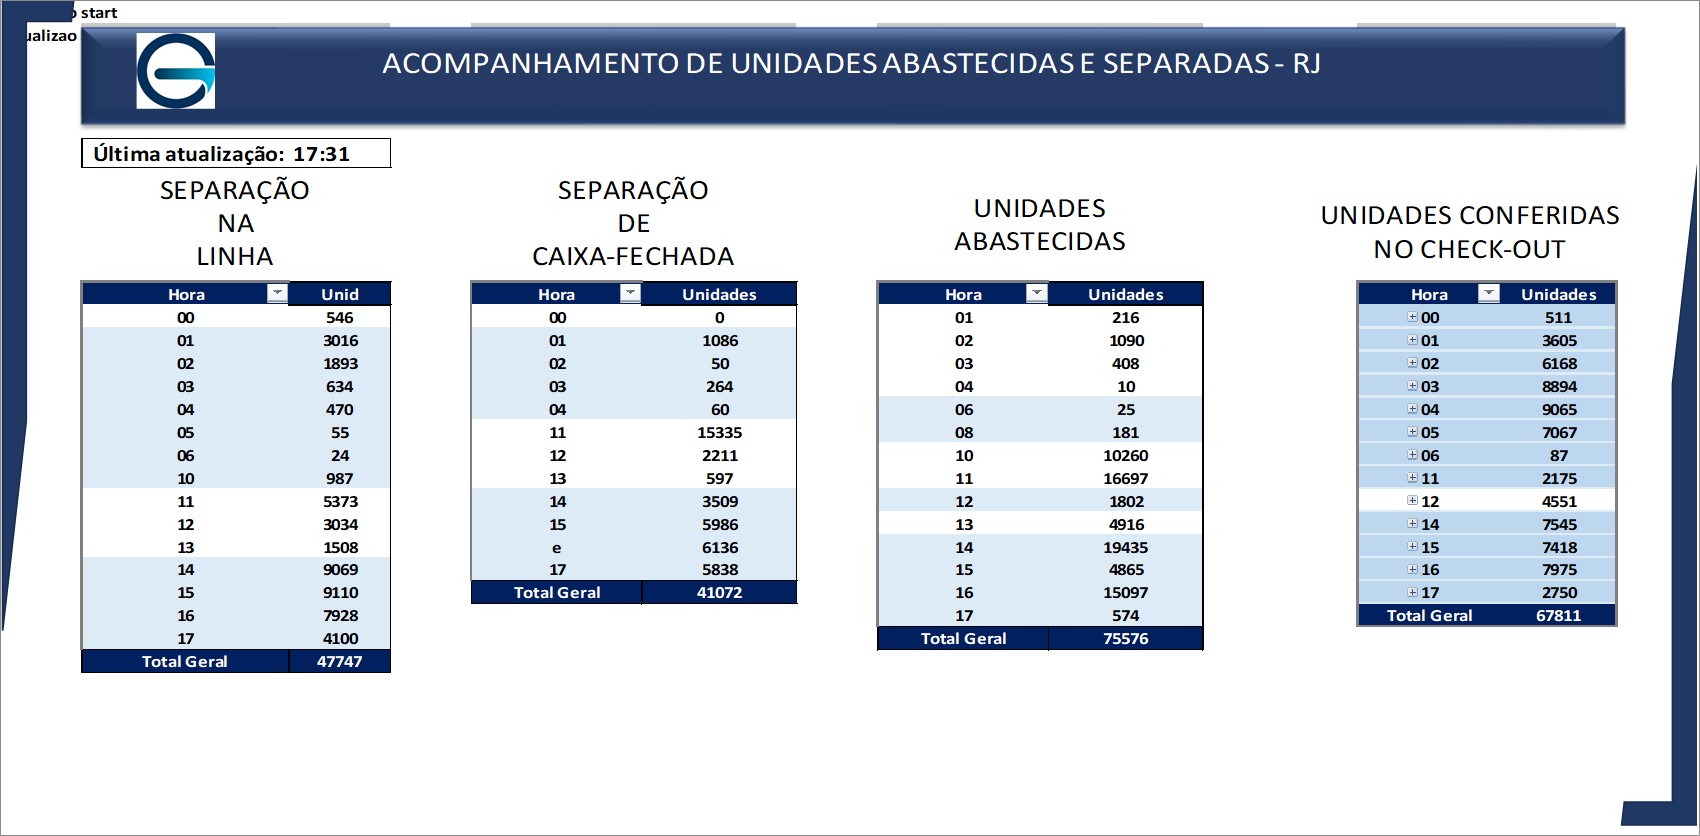 start
ualizao
ACOMPANHAMENTO DE UNIDADES ABASTECIDAS E SEPARADAS - RJ
Última atualização: 17:31
SEPARAÇÃO
NA
LINHA
Hora Unid
00 546
01 3016
02 1893
03 634
04 470
05 55
06 24
10 987
11 5373
12 3034
13 1508
14 9069
15 9110
16 7928
17 4100
Total Geral 47747
SEPARAÇÃO
DE
CAIXA-FECHADA
Hora Unidades
00 0
01 1086
02 50
03 264
04 60
11 15335
12 2211
13 597
14 3509
15 5986
e 6136
17 5838
Total Geral 41072
UNIDADES
ABASTECIDAS
Hora Unidades
01 216
02 1090
03 408
04 10
06 25
08 181
10 10260
11 16697
12 1802
13 4916
14 19435
15 4865
16 15097
17 574
Total Geral 75576
UNIDADES CONFERIDAS
NO CHECK-OUT
Hora Unidades
00 511
01 3605
02 6168
03 8894
04 9065
05 7067
06 87
11 2175
12 4551
14 7545
15 7418
16 7975
17 2750
Total Geral 67811